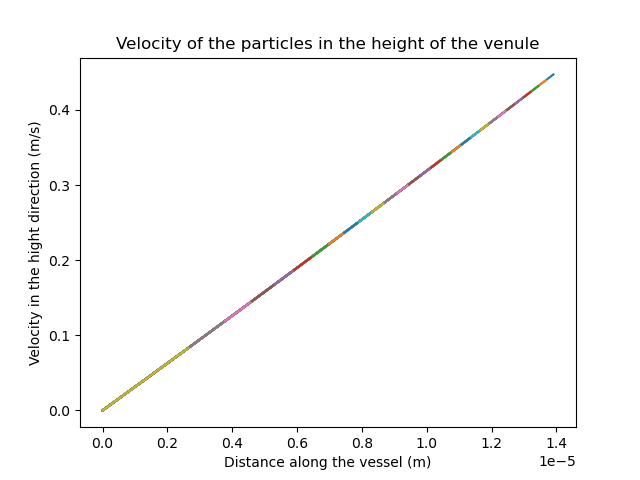 Velocity of the particles in the height of the venule
Velocity in the hight direction (m/s)
0.4
0.3
0.2
0.1
0.0
0.0 0.2 0.4 0.6 0.8 1.0 1.2 1.4
1e−5
Distance along the vessel (m)